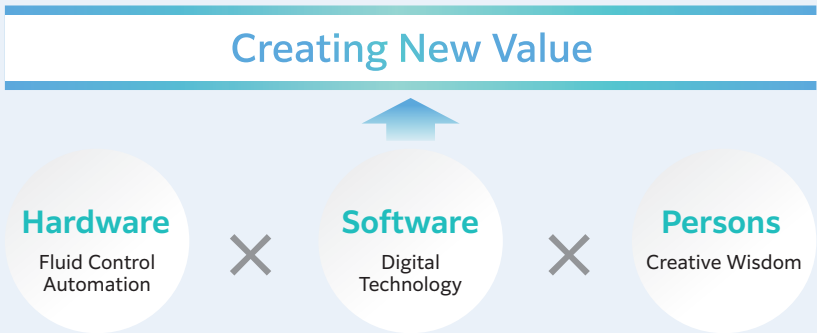 Creating New Value
Hardware
Fluid Control
Automation
×
Software
Digital
Technology
×
Persons
Creative Wisdom